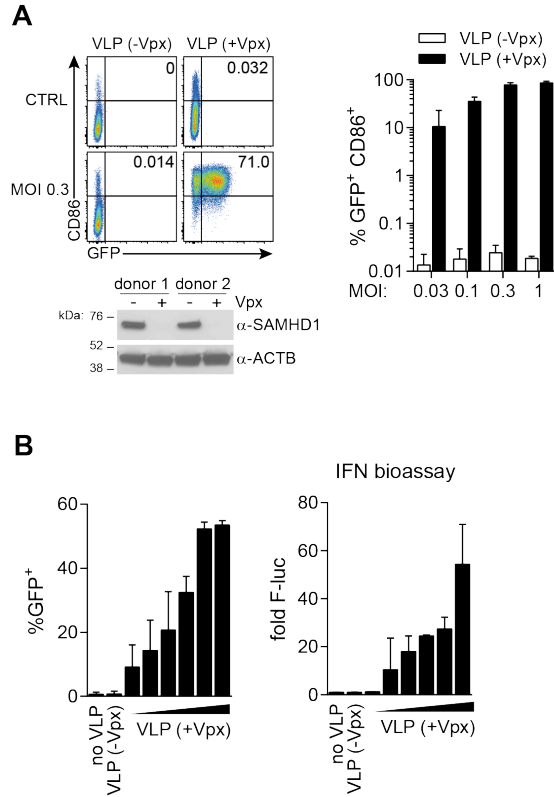 A
VLP (-Vpx) VLP (+Vpx)
CTRL
0 0.032
MOI 0.3
0.014 71.0
CD86
GFP
VLP (-Vpx)
VLP (+Vpx)
% GFP+ CD86+
100
10
1
0.1
0.01
MOI: 0.03 0.1 0.3 1
donor 1 donor 2
- + - + Vpx
kDa: 76
52
38
α-SAMHD1
α-ACTB
B
%GFP+
60
40
20
0
no VLP
VLP (-Vpx)
VLP (+Vpx)
IFN bioassay
fold F-luc
80
60
40
20
0
no VLP
VLP (-Vpx)
VLP (+Vpx)